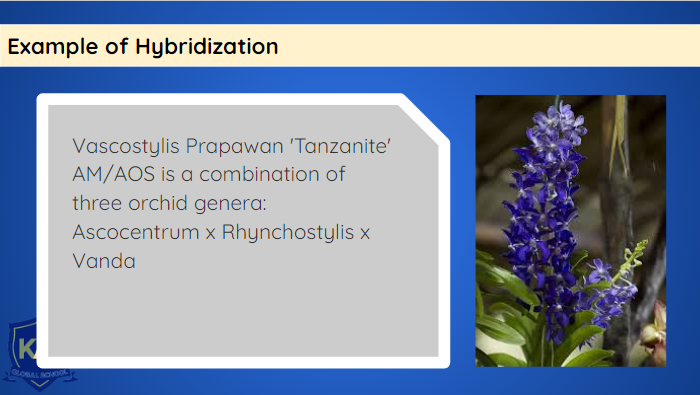 Example of Hybridization
Vascostylis Prapawan 'Tanzanite'
AM/AOS is a combination of
three orchid genera:
Ascocentrum x Rhynchostylis x
Vanda
GLOBAL SCHOOL